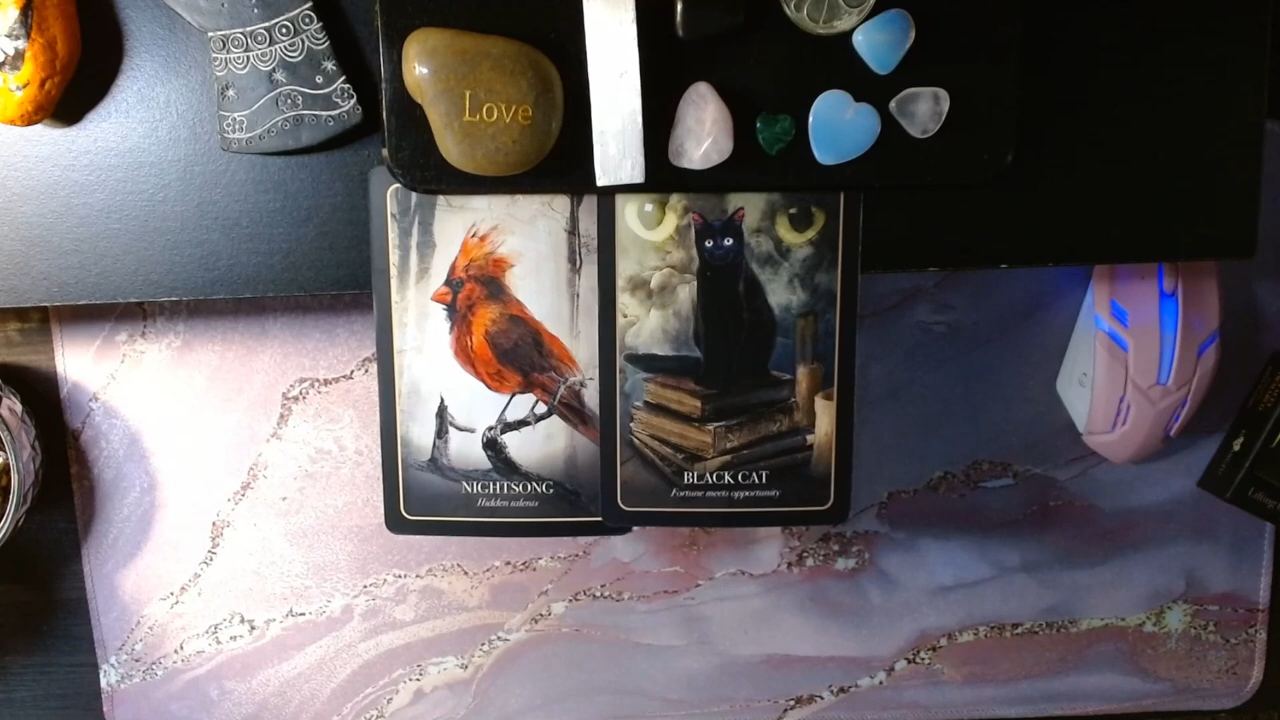 Love
NIGHTSONG
Hidden talents
BLACK CAT
Fortune meets opportunity